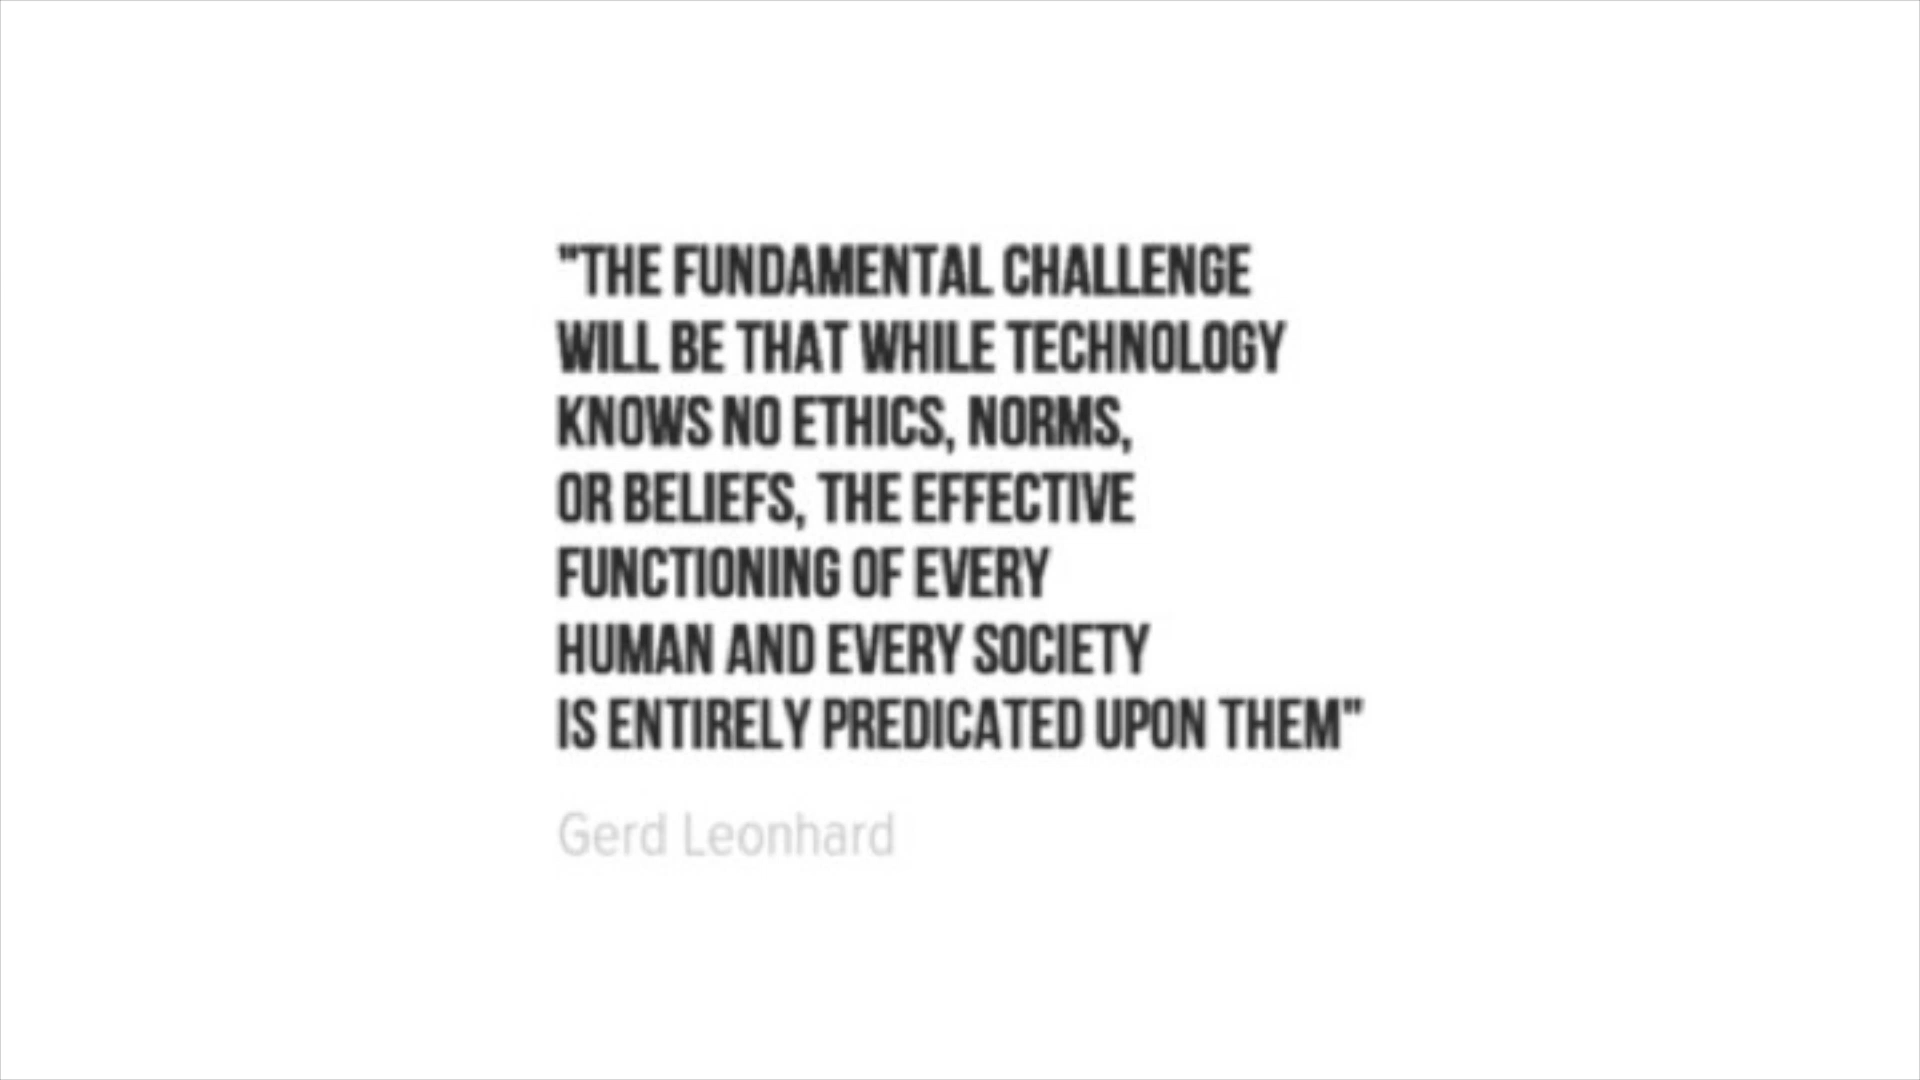 "THE FUNDAMENTAL CHALLENGE
WILL BE THAT WHILE TECHNOLOGY
KNOWS NO ETHICS, NORMS,
OR BELIEFS, THE EFFECTIVE
FUNCTIONING OF EVERY
HUMAN AND EVERY SOCIETY
IS ENTIRELY PREDICATED UPON THEM"
Gerd Leonhard